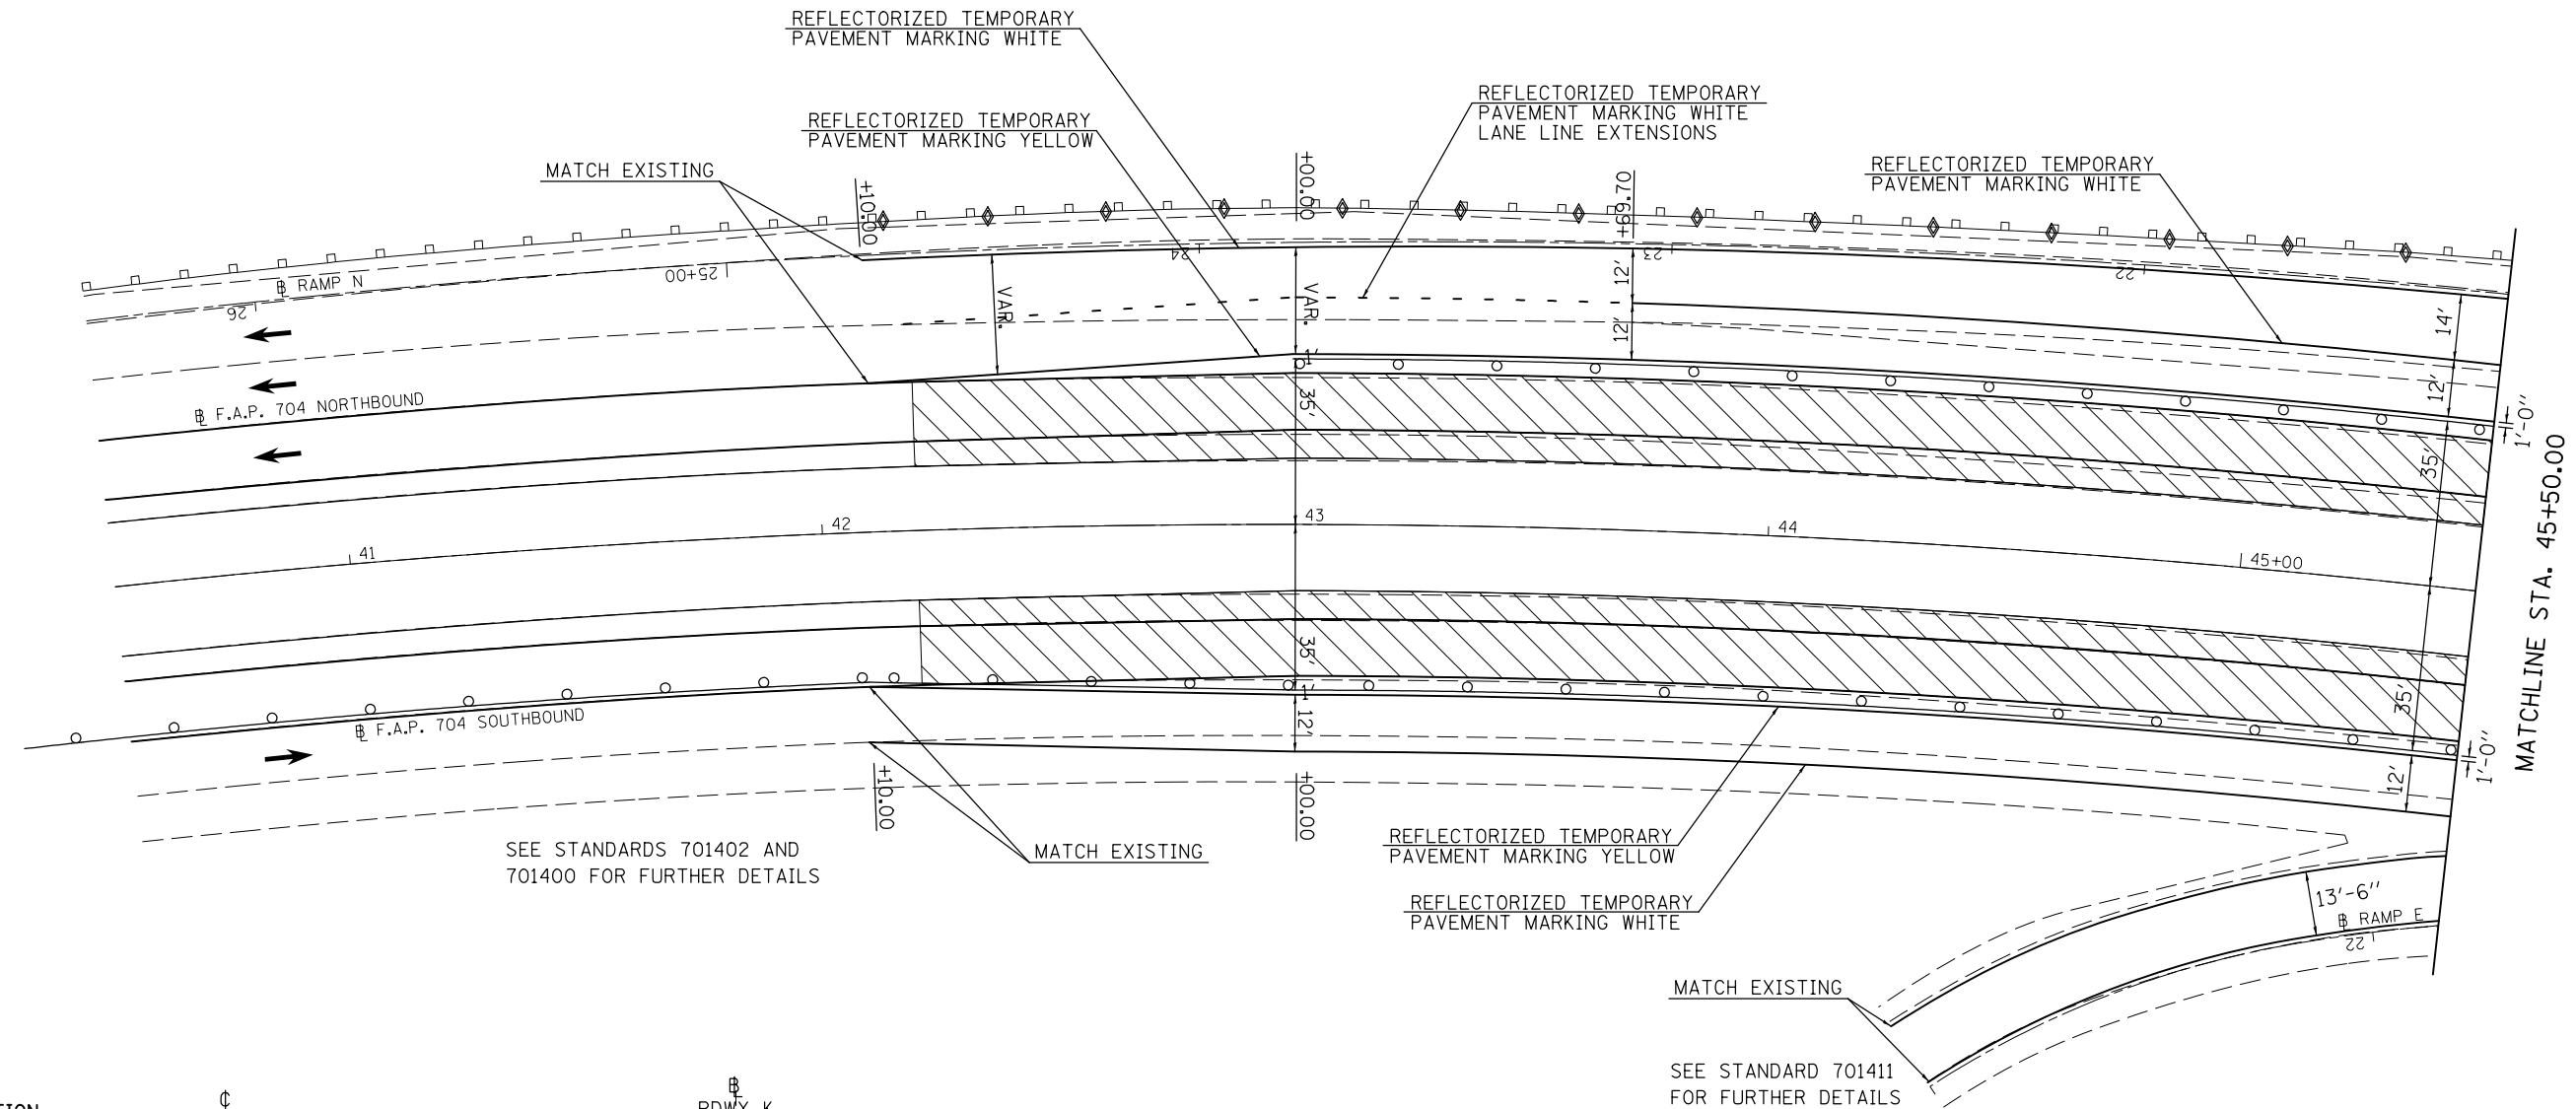 REFLECTORIZED TEMPORARY
PAVEMENT MARKING WHITE
REFLECTORIZED TEMPORARY
PAVEMENT MARKING YELLOW
MATCH EXISTING
REFLECTORIZED TEMPORARY
PAVEMENT MARKING WHITE
LANE LINE EXTENSIONS
REFLECTORIZED TEMPORARY
PAVEMENT MARKING WHITE
+10.00
+00.00
+69.70
℄ RAMP N
26
25+00
24
23
22
VAR.
VAR.
12'
12'
14'
12'
1'-0"
1'
35'
35'
℄ F.A.P. 704 NORTHBOUND
41
42
43
44
45+00
MATCHLINE STA. 45+50.00
35'
1'
12'
35'
1'-0"
12'
℄ F.A.P. 704 SOUTHBOUND
+10.00
+00.00
SEE STANDARDS 701402 AND
701400 FOR FURTHER DETAILS
MATCH EXISTING
REFLECTORIZED TEMPORARY
PAVEMENT MARKING YELLOW
REFLECTORIZED TEMPORARY
PAVEMENT MARKING WHITE
13'-6"
℄ RAMP E
22
MATCH EXISTING
SEE STANDARD 701411
FOR FURTHER DETAILS